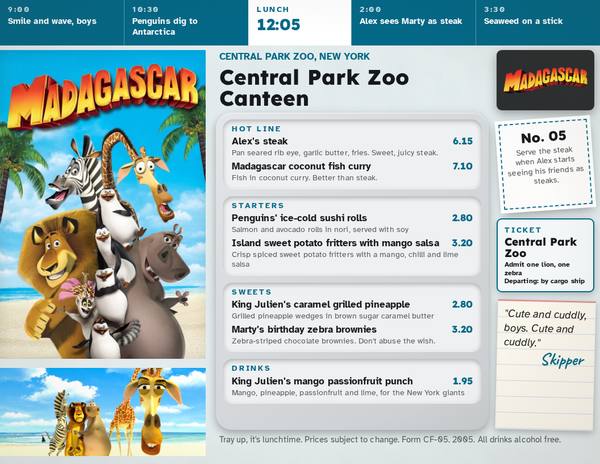 9:00
Smile and wave, boys
10:30
Penguins dig to
Antarctica
LUNCH
12:05
2:00
Alex sees Marty as steak
3:30
Seaweed on a stick
MADAGASCAR
CENTRAL PARK ZOO, NEW YORK
Central Park Zoo
Canteen
HOT LINE
Alex's steak 6.15
Pan seared rib eye, garlic butter, fries. Sweet, juicy steak.
Madagascar coconut fish curry 7.10
Fish in coconut curry. Better than steak.
STARTERS
Penguins' ice-cold sushi rolls 2.80
Salmon and avocado rolls in nori, served with soy
Island sweet potato fritters with mango salsa 3.20
Crisp spiced sweet potato fritters with a mango, chilli and lime
salsa
SWEETS
King Julien's caramel grilled pineapple 2.80
Grilled pineapple wedges in brown sugar caramel butter
Marty's birthday zebra brownies 3.20
Zebra-striped chocolate brownies. Don't abuse the wish.
DRINKS
King Julien's mango passionfruit punch 1.95
Mango, pineapple, passionfruit and lime, for the New York giants
Tray up, it's lunchtime. Prices subject to change. Form CF-05, 2005. All drinks alcohol free.
MADAGASCAR
No. 05
Serve the steak
when Alex starts
seeing his friends as
steaks.
TICKET
Central Park
Zoo
Admit one lion, one
zebra
Departing: by cargo ship
"Cute and cuddly,
boys. Cute and
cuddly."
Skipper